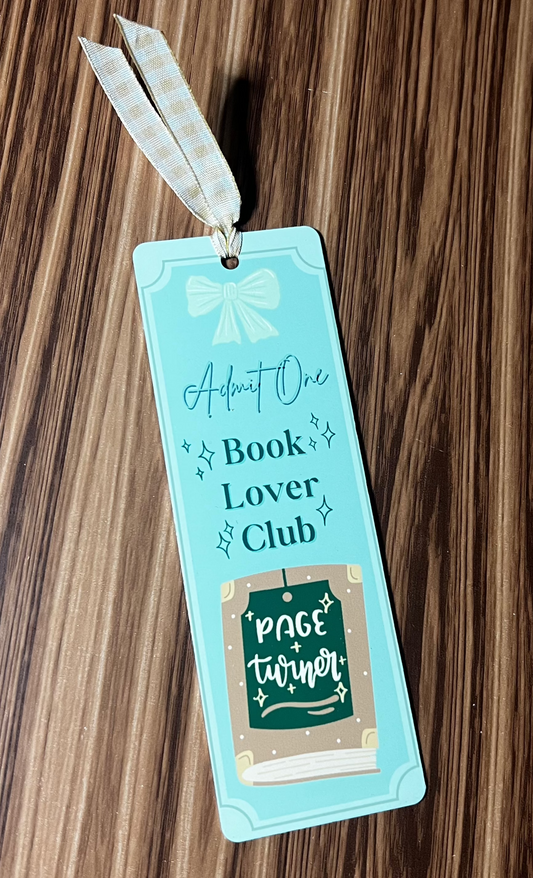 Admit One
Book
Lover
Club
PAGE
turner